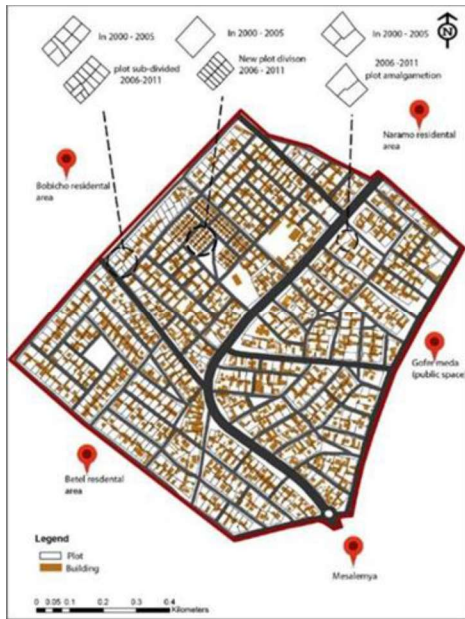 In 2000 - 2005
In 2000 - 2005
In 2000 - 2005
plot sub-divided
2006-2011
New plot divison
2006 - 2011
2006 -2011
plot amalgametion
N
Naramo residental
area
Bobicho residental
area
Gofer meda
(public space)
Betel resdental
area
Mesalemya
Legend
Plot
Building
0 0.05 0.1 0.2 0.3 0.4
Kilometers